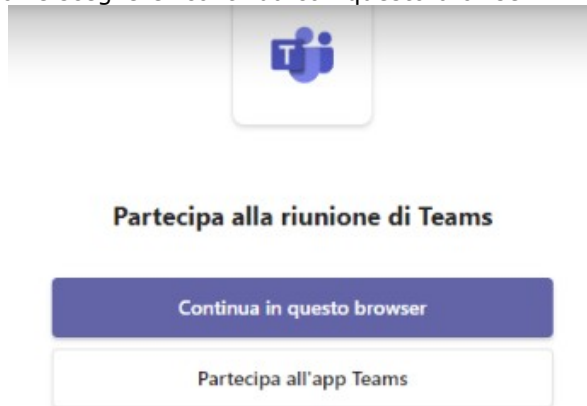 T
Partecipa alla riunione di Teams
Continua in questo browser
Partecipa all'app Teams